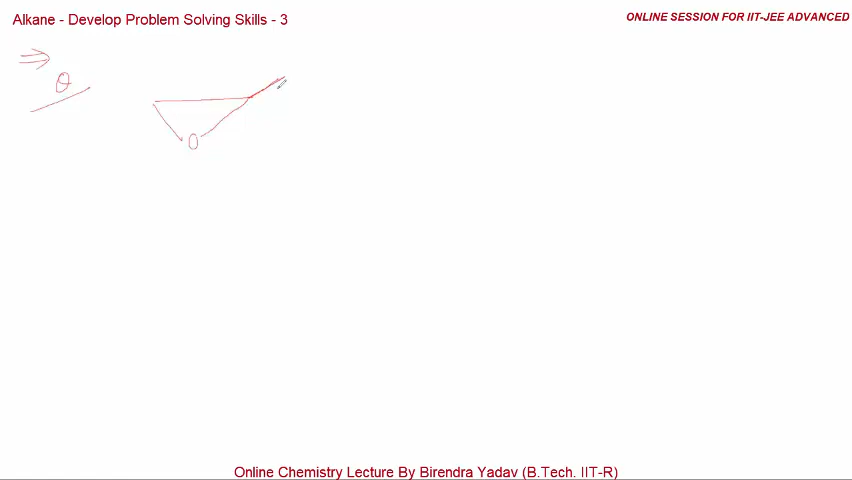 Alkane - Develop Problem Solving Skills - 3
ONLINE SESSION FOR IIT-JEE ADVANCED
⇒
θ
O
Online Chemistry Lecture By Birendra Yadav (B.Tech. IIT-R)